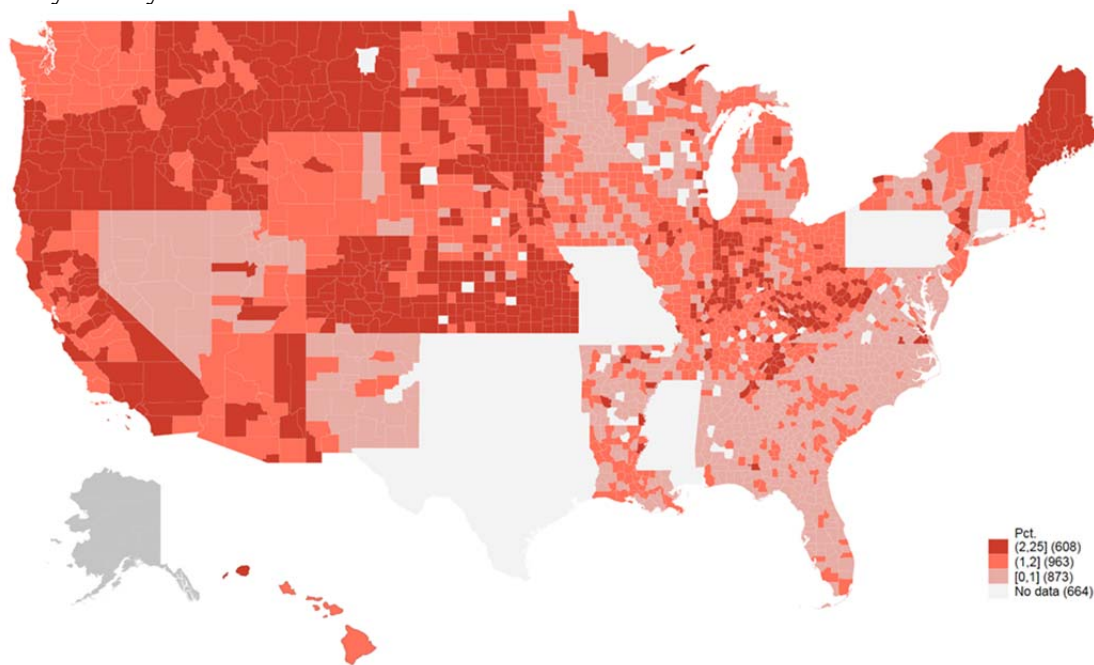 Pct.
(2,25] (608)
(1,2] (963)
[0,1] (873)
No data (664)